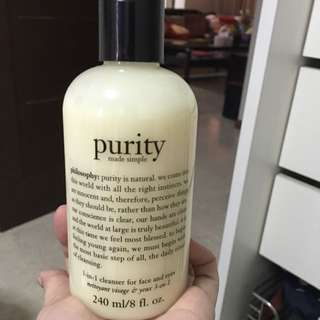 purity
made simple
philosophy: purity is natural. we come into
this world with all the right instincts. we
are innocent and, therefore, perceive things
as they should be, rather than how they are.
our conscience is clear, our hands are clean
and the world at large is truly beautiful. it is
at this time we feel most blessed. to begin
feeling young again, we must begin with
the most basic step of all, the daily ritual
of cleansing.
3-in-1 cleanser for face and eyes
nettoyant visage & yeux 3-en-1
240 ml/8 fl. oz.